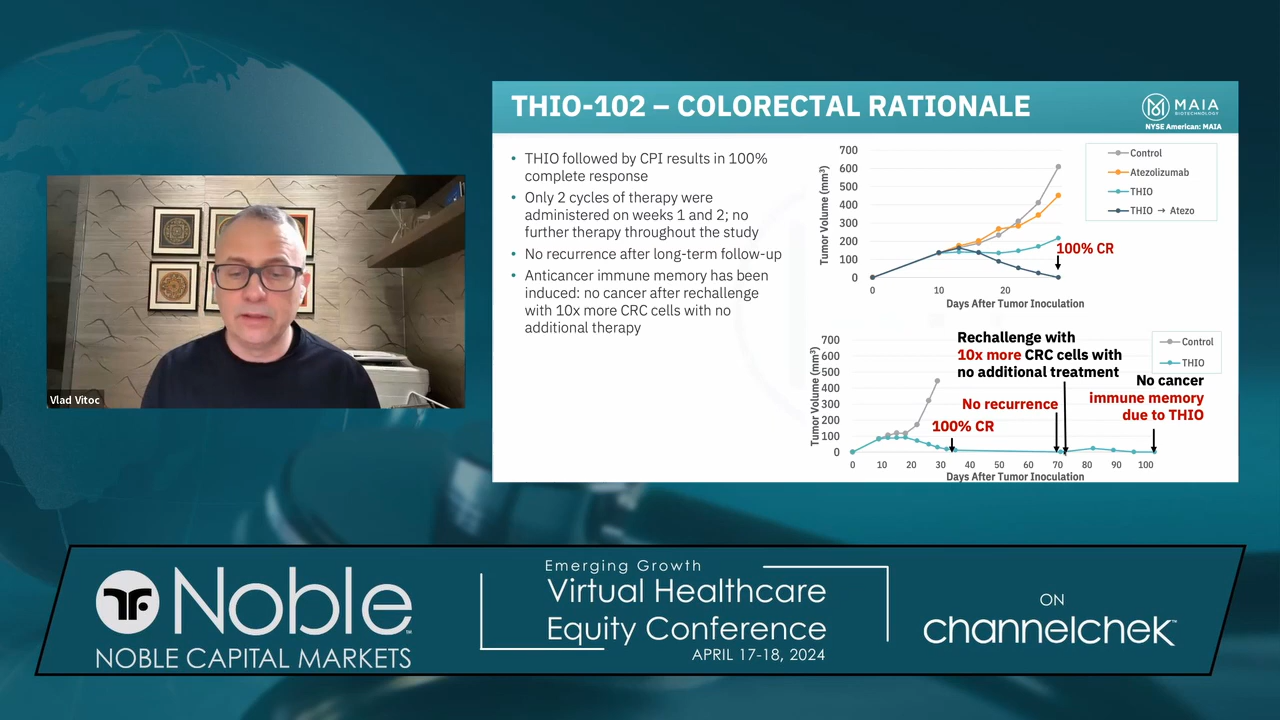 THIO-102 – COLORECTAL RATIONALE
MAIA
BIOTECHNOLOGY
NYSE American: MAIA
• THIO followed by CPI results in 100%
complete response
• Only 2 cycles of therapy were
administered on weeks 1 and 2; no
further therapy throughout the study
• No recurrence after long-term follow-up
• Anticancer immune memory has been
induced: no cancer after rechallenge
with 10x more CRC cells with no
additional therapy
Tumor Volume (mm³)
700
600
500
400
300
200
100
0
0 10 20
Days After Tumor Inoculation
Control
Atezolizumab
THIO
THIO → Atezo
100% CR
Tumor Volume (mm³)
700
600
500
400
300
200
100
0
0 10 20 30 40 50 60 70 80 90 100
Days After Tumor Inoculation
Rechallenge with
10x more CRC cells with
no additional treatment
Control
THIO
No recurrence
100% CR
No cancer
immune memory
due to THIO
Vlad Vitoc
Noble™
NOBLE CAPITAL MARKETS
Emerging Growth
Virtual Healthcare
Equity Conference
APRIL 17-18, 2024
ON
channelchek™